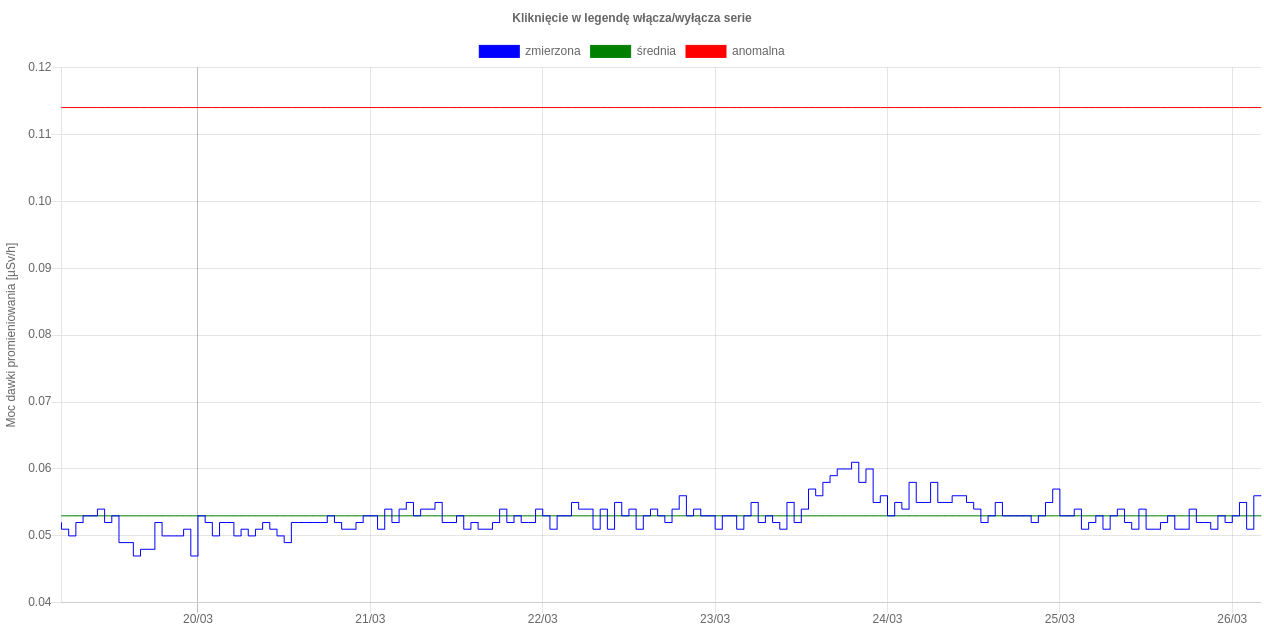 Kliknięcie w legendę włącza/wyłącza serie
zmierzona średnia anomalna
Moc dawki promieniowania [µSv/h]
0.12
0.11
0.10
0.09
0.08
0.07
0.06
0.05
0.04
20/03 21/03 22/03 23/03 24/03 25/03 26/03